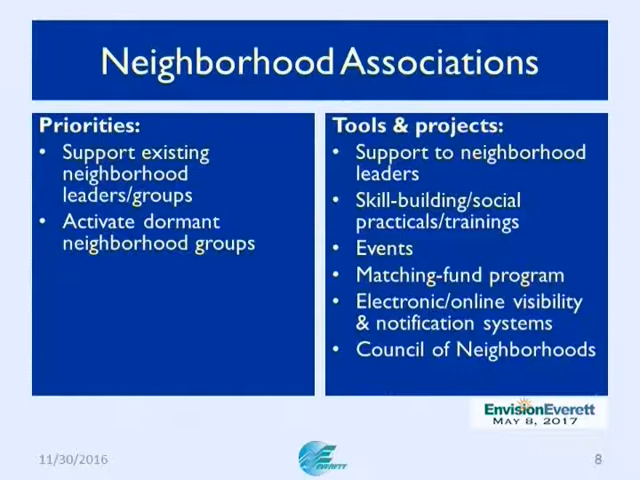 Neighborhood Associations
Priorities:
• Support existing
neighborhood
leaders/groups
• Activate dormant
neighborhood groups
Tools & projects:
• Support to neighborhood
leaders
• Skill-building/social
practicals/trainings
• Events
• Matching-fund program
• Electronic/online visibility
& notification systems
• Council of Neighborhoods
EnvisionEverett
MAY 8, 2017
11/30/2016
EVERETT
8